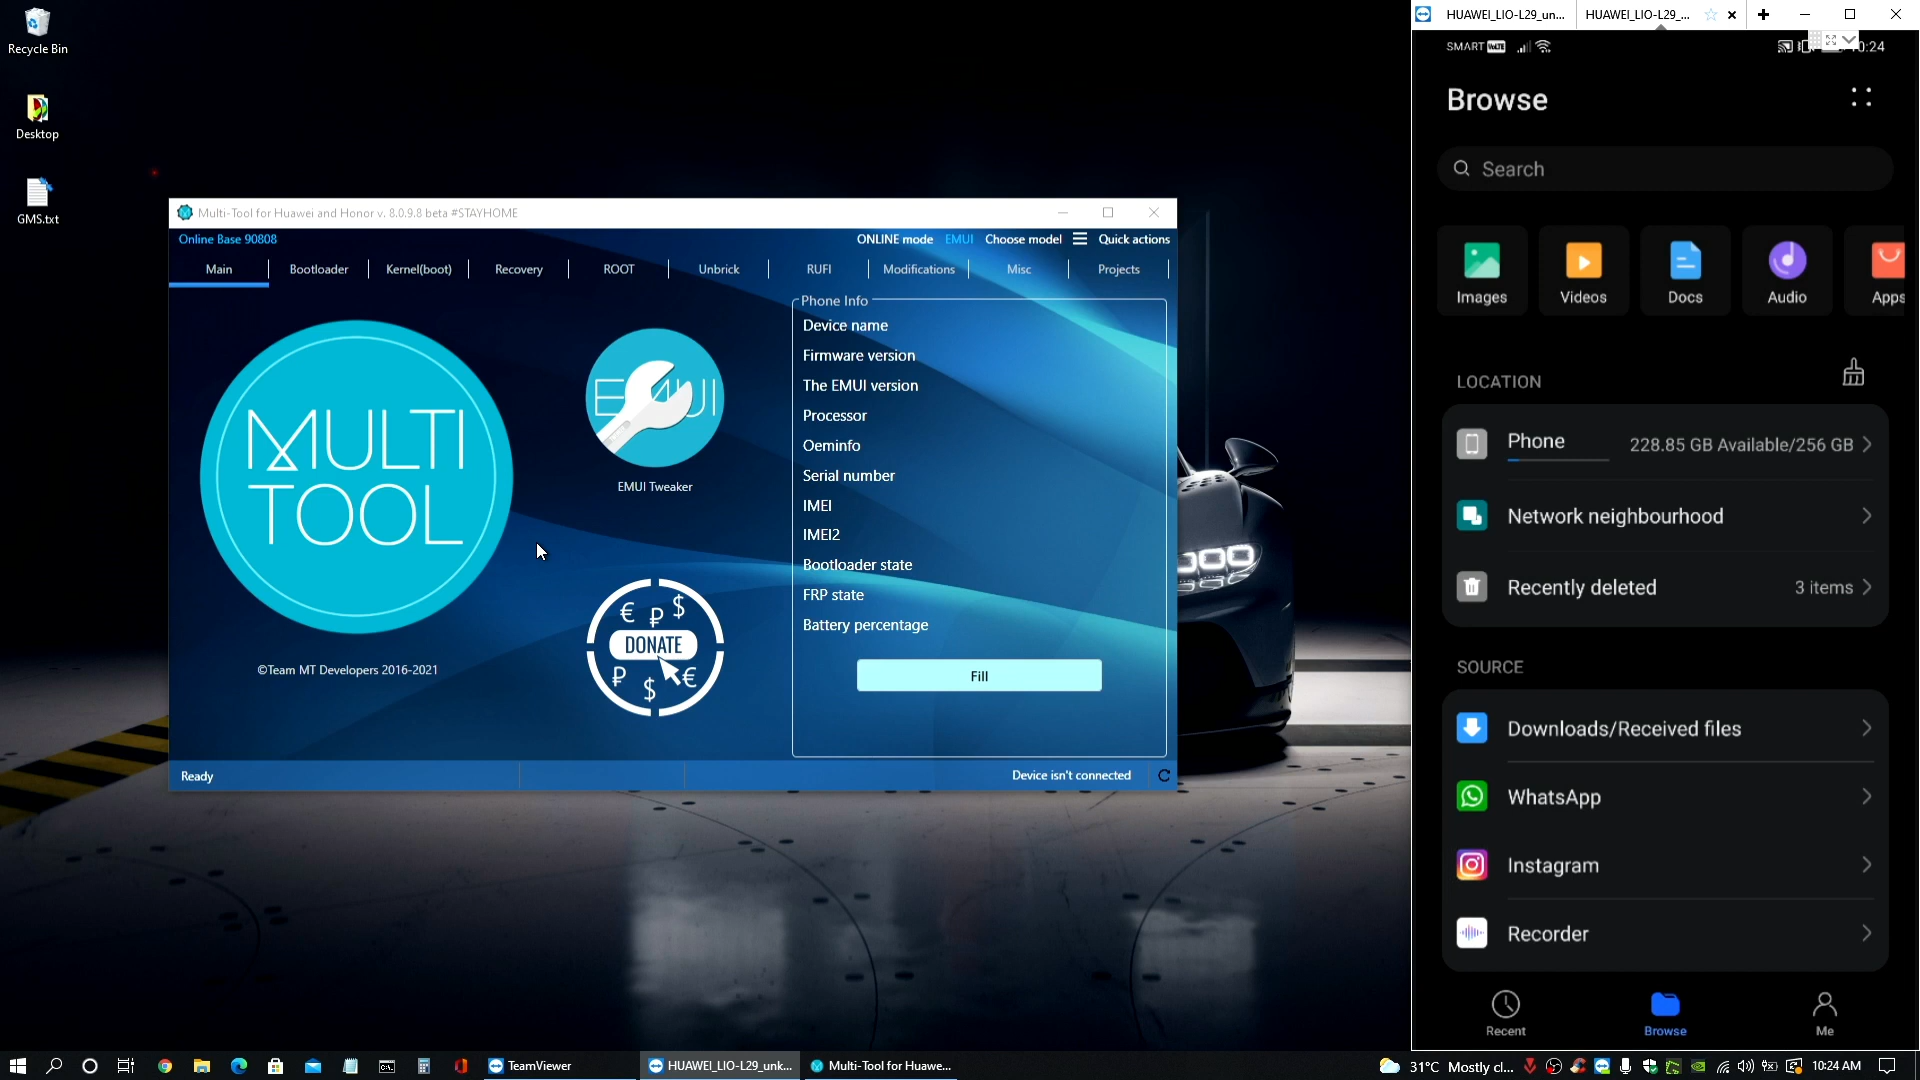 Recycle Bin
Desktop
GMS.txt
Multi-Tool for Huawei and Honor v. 8.0.9.8 beta #STAYHOME
Online Base 90808
ONLINE mode EMUI Choose model Quick actions
Main Bootloader Kernel(boot) Recovery ROOT Unbrick RUFI Modifications Misc Projects
MULTI
TOOL
©Team MT Developers 2016-2021
EMUI
EMUI Tweaker
€ ₽ $
DONATE
₽ $ €
Phone Info
Device name
Firmware version
The EMUI version
Processor
Oeminfo
Serial number
IMEI
IMEI2
Bootloader state
FRP state
Battery percentage
Fill
Ready
Device isn't connected
HUAWEI_LIO-L29_un...
HUAWEI_LIO-L29_...
SMART VoLTE
0:24
Browse
Search
Images
Videos
Docs
Audio
Apps
LOCATION
Phone
228.85 GB Available/256 GB
Network neighbourhood
Recently deleted
3 items
SOURCE
Downloads/Received files
WhatsApp
Instagram
Recorder
Recent
Browse
Me
TeamViewer
HUAWEI_LIO-L29_unk...
Multi-Tool for Huawe...
31°C Mostly cl...
10:24 AM